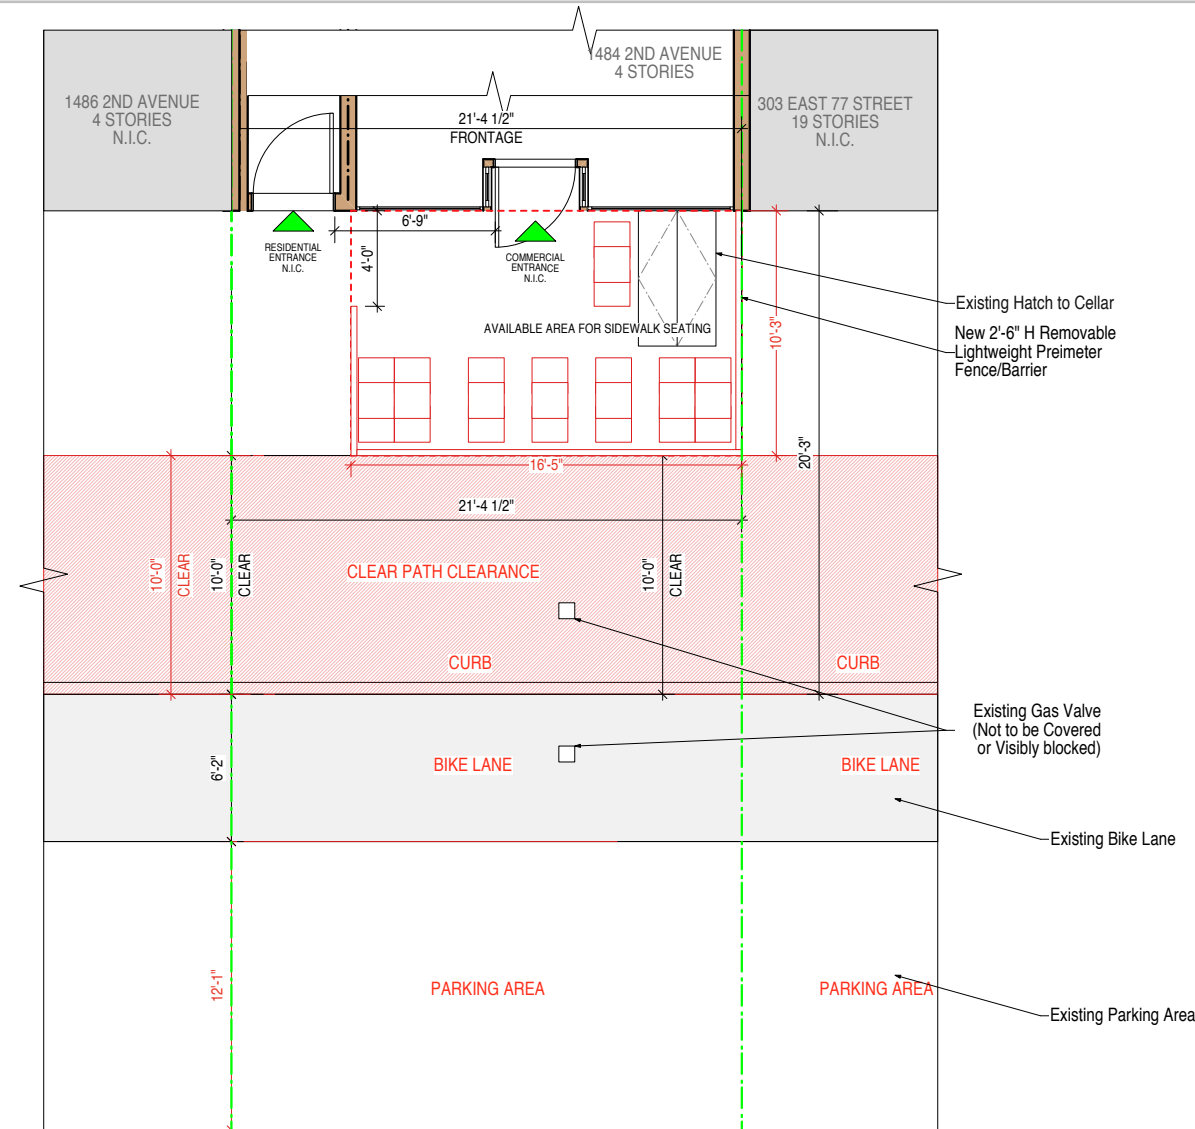 1484 2ND AVENUE
4 STORIES
1486 2ND AVENUE
4 STORIES
N.I.C.
303 EAST 77 STREET
19 STORIES
N.I.C.
21'-4 1/2"
FRONTAGE
6'-9"
4'-0"
RESIDENTIAL
ENTRANCE
N.I.C.
COMMERCIAL
ENTRANCE
N.I.C.
AVAILABLE AREA FOR SIDEWALK SEATING
10'-3"
Existing Hatch to Cellar
New 2'-6" H Removable
Lightweight Preimeter
Fence/Barrier
20'-3"
16'-5"
21'-4 1/2"
10'-0"
CLEAR
10'-0"
CLEAR
CLEAR PATH CLEARANCE
10'-0"
CLEAR
CURB
CURB
Existing Gas Valve
(Not to be Covered
or Visibly blocked)
6'-2"
BIKE LANE
BIKE LANE
Existing Bike Lane
12'-1"
PARKING AREA
PARKING AREA
Existing Parking Area